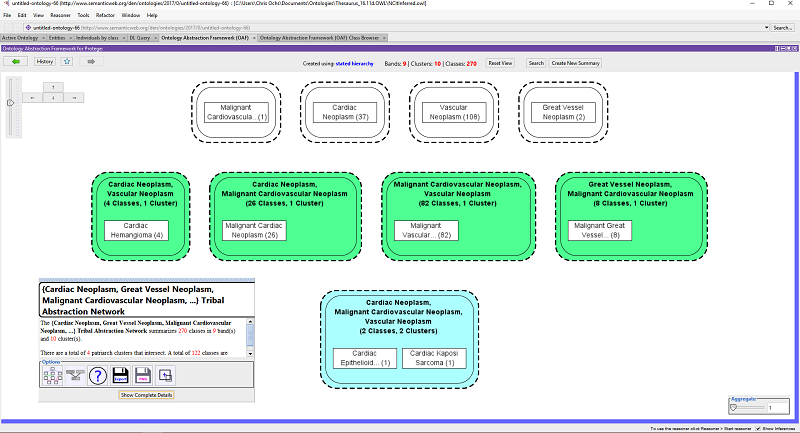 untitled-ontology-66 (http://www.semanticweb.org/den/ontologies/2017/0/untitled-ontology-66) : [C:\Users\Chris Ochs\Documents\Ontologies\Thesaurus_16.11d.OWL\NCItInferred.owl]
File Edit View Reasoner Tools Refactor Window Help
untitled-ontology-66 (http://www.semanticweb.org/den/ontologies/2017/0/untitled-ontology-66)
Search...
Active Ontology × Entities × Individuals by class × DL Query × Ontology Abstraction Framework (OAF) × Ontology Abstraction Framework (OAF) Class Browser ×
Ontology Abstraction Framework for Protege:
History
Created using: stated hierarchy
Bands: 9 | Clusters: 10 | Classes: 270
Reset View
Search
Create New Summary
Malignant
Cardiovascula... (1)
Cardiac
Neoplasm (37)
Vascular
Neoplasm (108)
Great Vessel
Neoplasm (2)
Cardiac Neoplasm,
Vascular Neoplasm
(4 Classes, 1 Cluster)
Cardiac
Hemangioma (4)
Cardiac Neoplasm,
Malignant Cardiovascular Neoplasm
(26 Classes, 1 Cluster)
Malignant Cardiac
Neoplasm (26)
Malignant Cardiovascular Neoplasm,
Vascular Neoplasm
(82 Classes, 1 Cluster)
Malignant
Vascular... (82)
Great Vessel Neoplasm,
Malignant Cardiovascular Neoplasm
(8 Classes, 1 Cluster)
Malignant Great
Vessel... (8)
{Cardiac Neoplasm, Great Vessel Neoplasm,
Malignant Cardiovascular Neoplasm, ...} Tribal
Abstraction Network
The {Cardiac Neoplasm, Great Vessel Neoplasm, Malignant Cardiovascular
Neoplasm, ...} Tribal Abstraction Network summarizes 270 classes in 9 band(s)
and 10 cluster(s).
There are a total of 4 patriarch clusters that intersect. A total of 122 classes are
Options
Export
PNG
Show Complete Details
Cardiac Neoplasm,
Malignant Cardiovascular Neoplasm,
Vascular Neoplasm
(2 Classes, 2 Clusters)
Cardiac
Epithelioid... (1)
Cardiac Kaposi
Sarcoma (1)
Aggregate
1
To use the reasoner click Reasoner > Start reasoner
Show Inferences